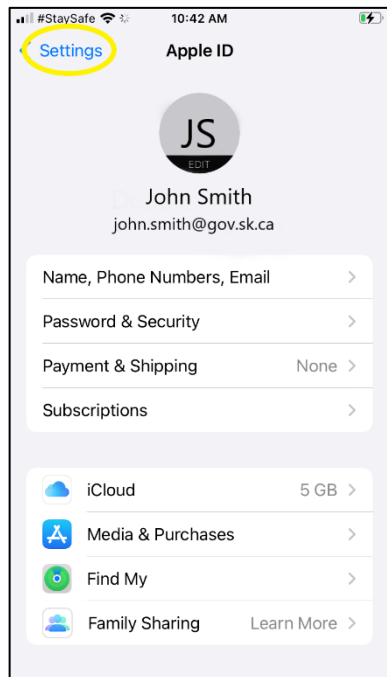 #StaySafe 10:42 AM
Settings Apple ID
JS
EDIT
John Smith
john.smith@gov.sk.ca
Name, Phone Numbers, Email
Password & Security
Payment & Shipping None
Subscriptions
iCloud 5 GB
Media & Purchases
Find My
Family Sharing Learn More